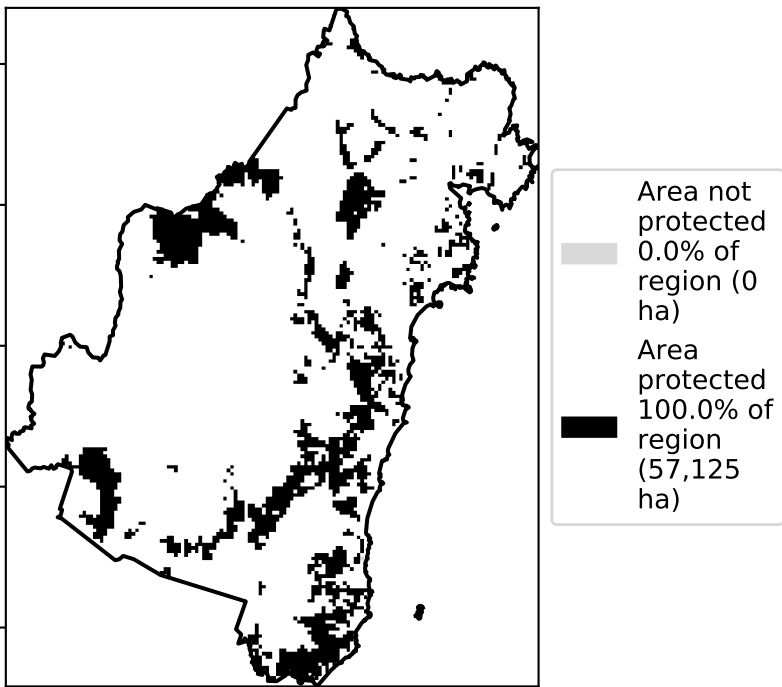 Area not
protected
0.0% of
region (0
ha)
Area
protected
100.0% of
region
(57,125
ha)